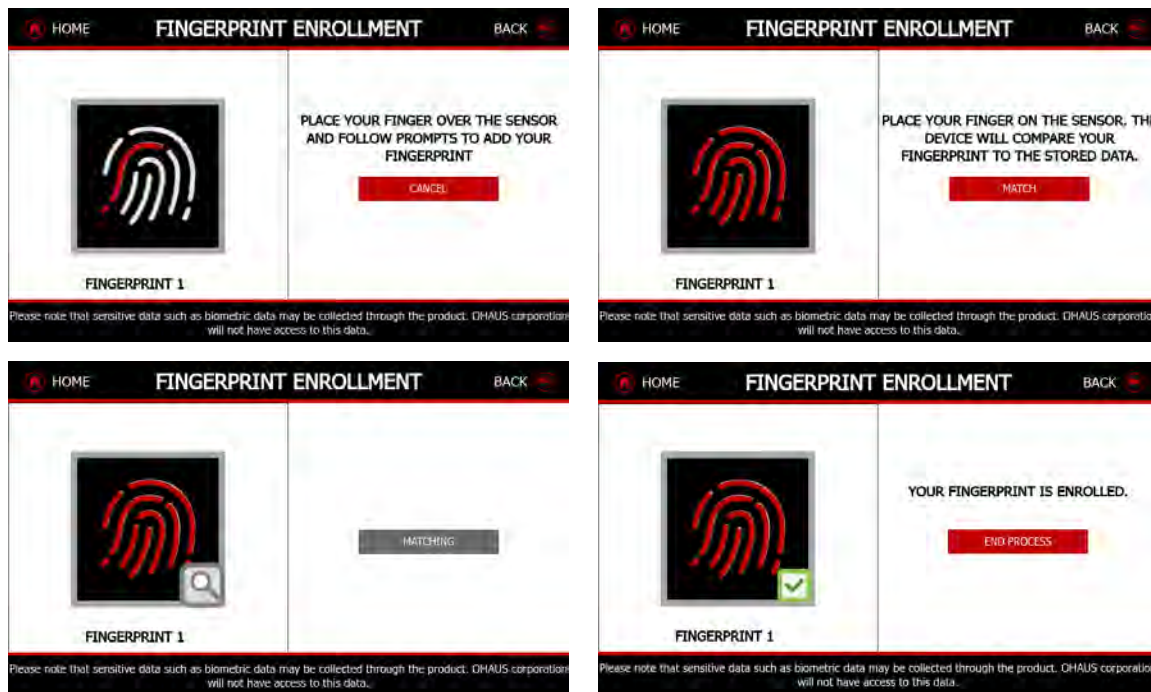 HOME FINGERPRINT ENROLLMENT BACK
PLACE YOUR FINGER OVER THE SENSOR
AND FOLLOW PROMPTS TO ADD YOUR
FINGERPRINT
CANCEL
FINGERPRINT 1
Please note that sensitive data such as biometric data may be collected through the product. OHAUS corporation
will not have access to this data.
HOME FINGERPRINT ENROLLMENT BACK
PLACE YOUR FINGER ON THE SENSOR, TH
DEVICE WILL COMPARE YOUR
FINGERPRINT TO THE STORED DATA.
MATCH
FINGERPRINT 1
Please note that sensitive data such as biometric data may be collected through the product. OHAUS corporatio
will not have access to this data.
HOME FINGERPRINT ENROLLMENT BACK
MATCHING
FINGERPRINT 1
Please note that sensitive data such as biometric data may be collected through the product. OHAUS corporation
will not have access to this data.
HOME FINGERPRINT ENROLLMENT BACK
YOUR FINGERPRINT IS ENROLLED.
END PROCESS
FINGERPRINT 1
Please note that sensitive data such as biometric data may be collected through the product. OHAUS corporatio
will not have access to this data.